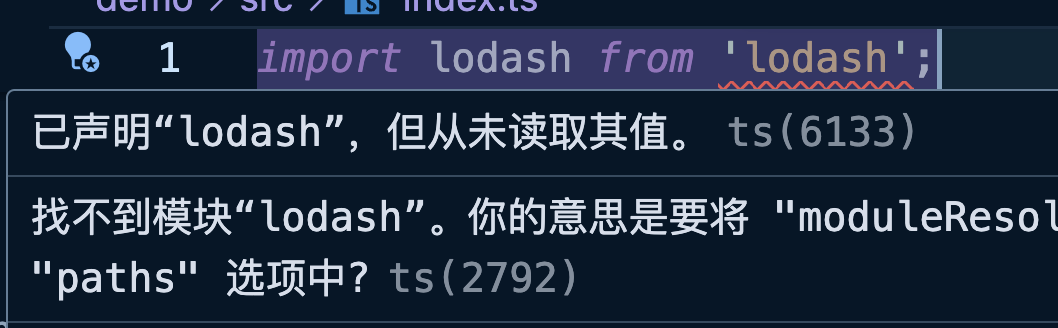 demo > src > TS index.ts
1 import lodash from 'lodash';
已声明“lodash”，但从未读取其值。 ts(6133)
找不到模块“lodash”。你的意思是要将 "moduleResol
"paths" 选项中? ts(2792)